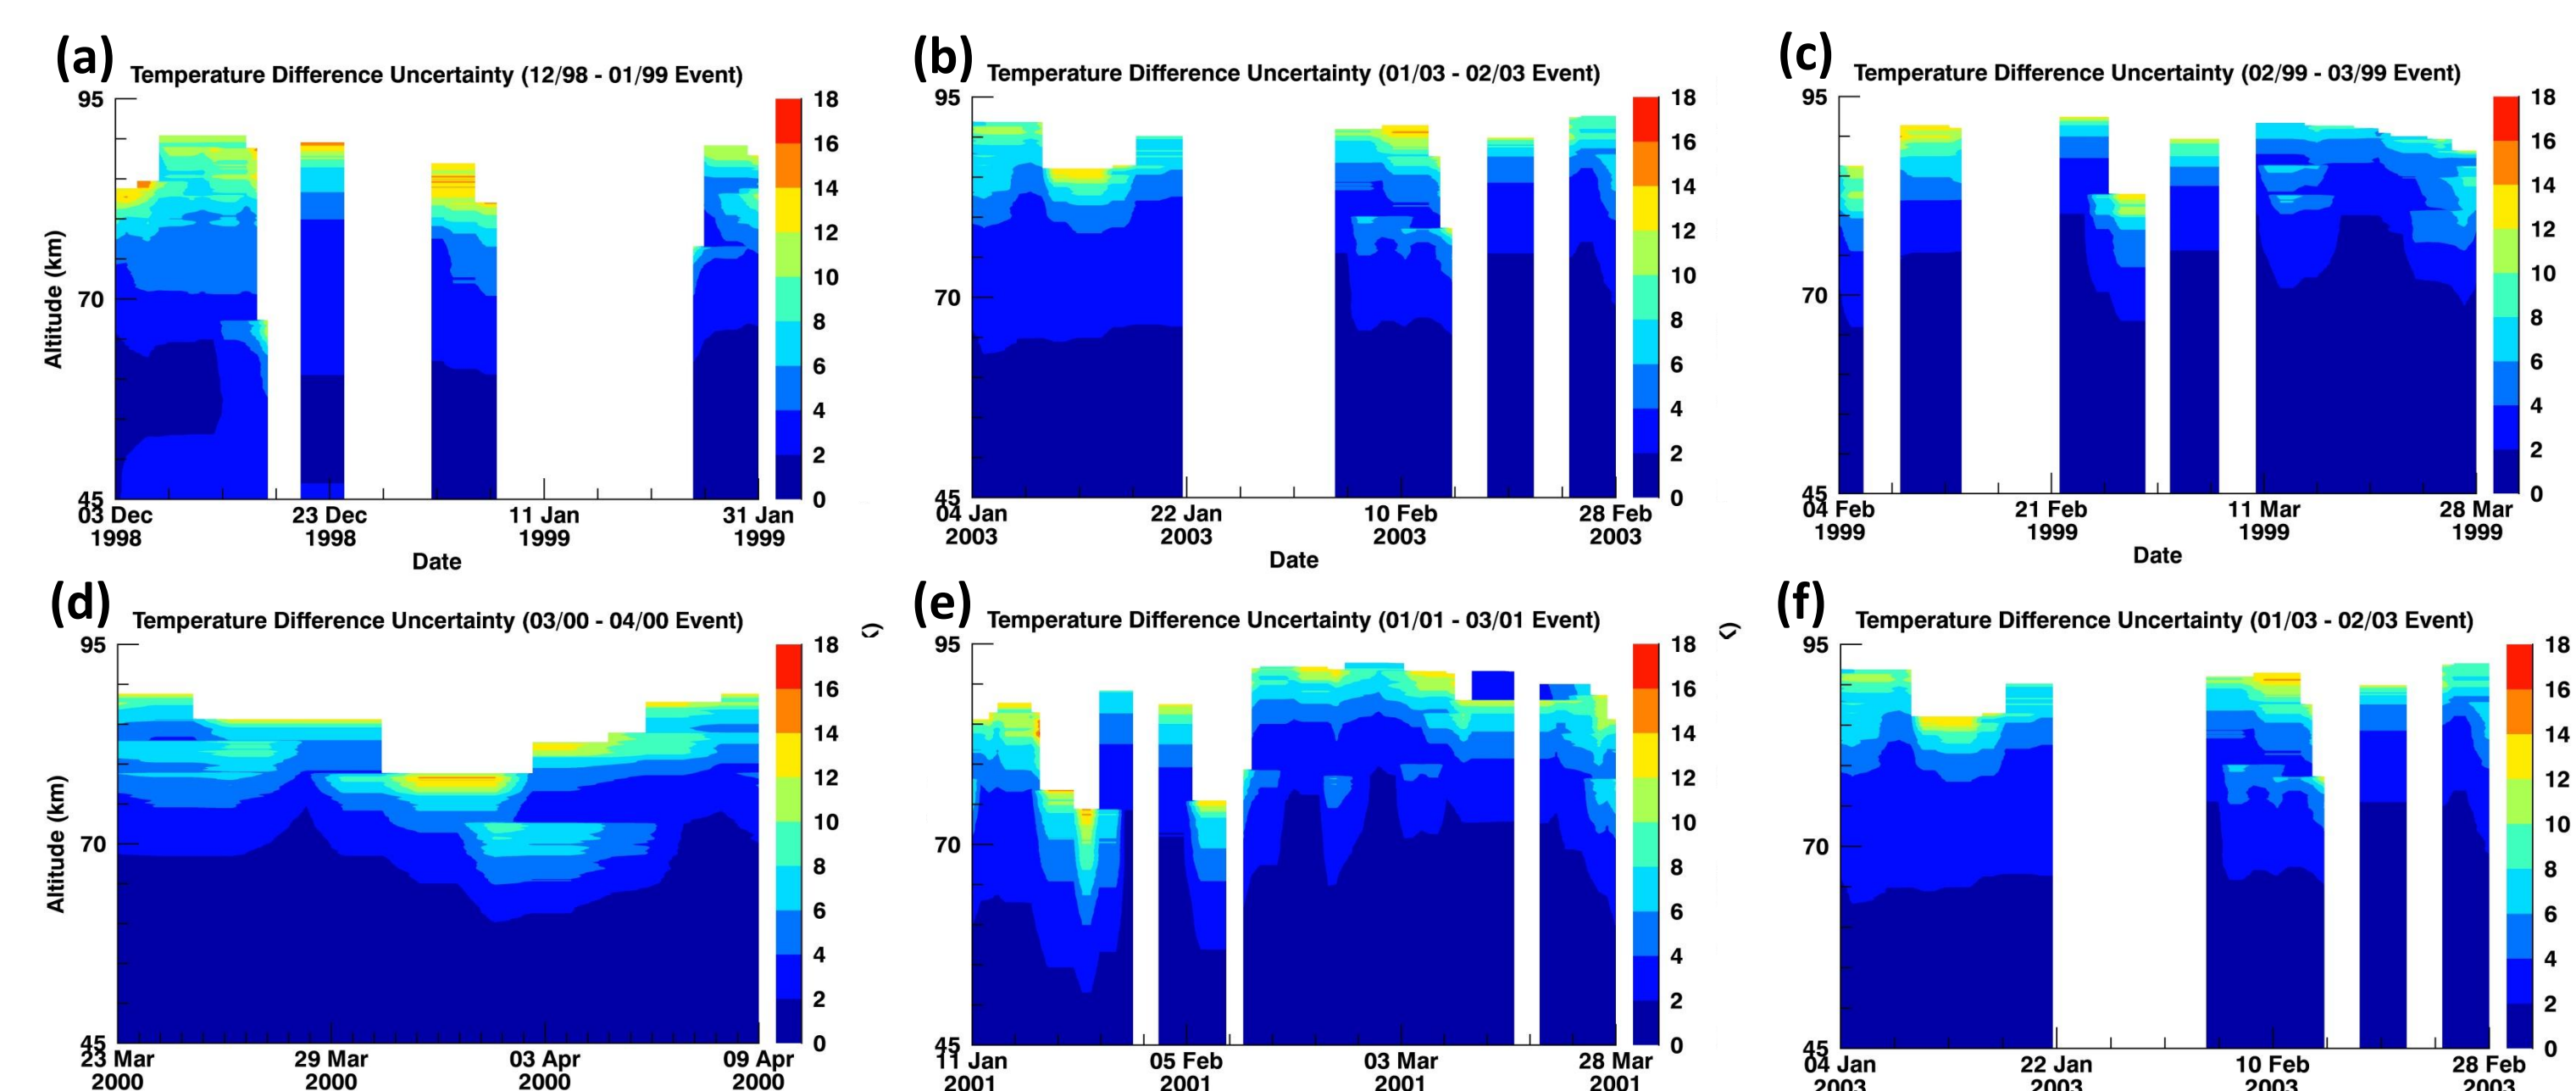 (a)
Temperature Difference Uncertainty (12/98 - 01/99 Event)
95
70
45
Altitude (km)
03 Dec 23 Dec 11 Jan 31 Jan
1998 1998 1999 1999
Date
18
16
14
12
10
8
6
4
2
0
(b)
Temperature Difference Uncertainty (01/03 - 02/03 Event)
95
70
45
04 Jan 22 Jan 10 Feb 28 Feb
2003 2003 2003 2003
Date
18
16
14
12
10
8
6
4
2
0
(c)
Temperature Difference Uncertainty (02/99 - 03/99 Event)
95
70
45
04 Feb 21 Feb 11 Mar 28 Mar
1999 1999 1999 1999
Date
18
16
14
12
10
8
6
4
2
0
(d)
Temperature Difference Uncertainty (03/00 - 04/00 Event)
95
70
45
Altitude (km)
23 Mar 29 Mar 03 Apr 09 Apr
2000 2000 2000 2000
18
16
14
12
10
8
6
4
2
0
(e)
Temperature Difference Uncertainty (01/01 - 03/01 Event)
95
70
45
11 Jan 05 Feb 03 Mar 28 Mar
2001 2001 2001 2001
18
16
14
12
10
8
6
4
2
0
(f)
Temperature Difference Uncertainty (01/03 - 02/03 Event)
95
70
45
04 Jan 22 Jan 10 Feb 28 Feb
2003 2003 2003 2003
18
16
14
12
10
8
6
4
2
0